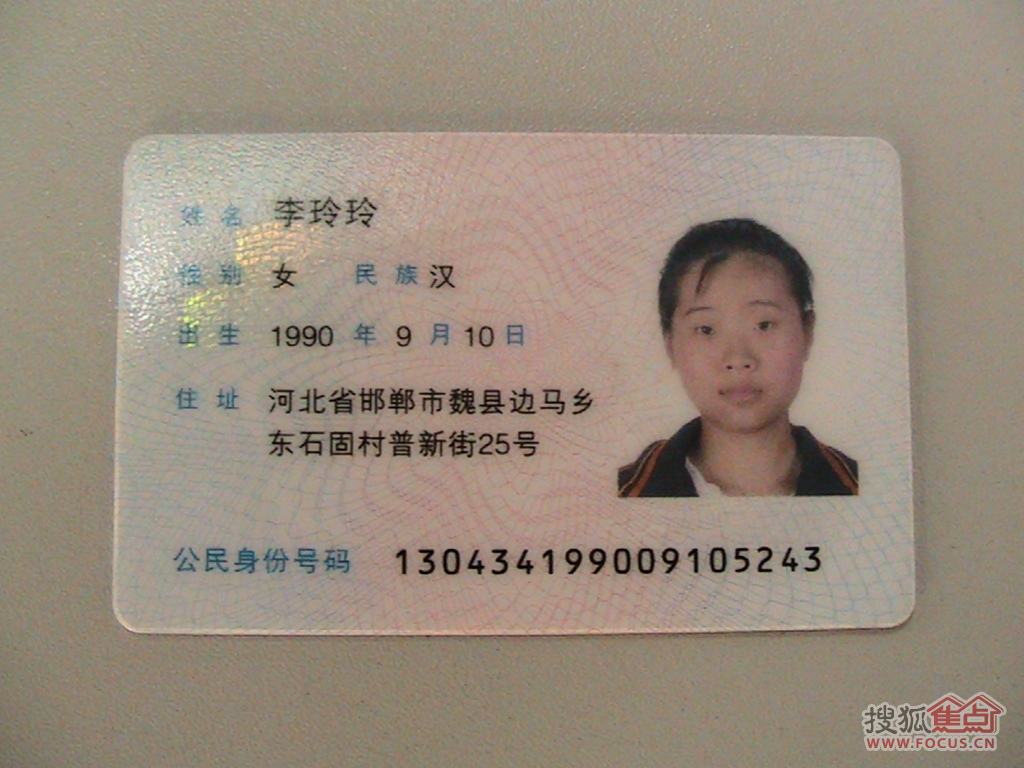 姓名 李玲玲
性别 女 民族 汉
出生 1990 年 9 月 10 日
住址 河北省邯郸市魏县边马乡
东石固村普新街25号
公民身份号码 130434199009105243
搜狐焦点
WWW.FOCUS.CN